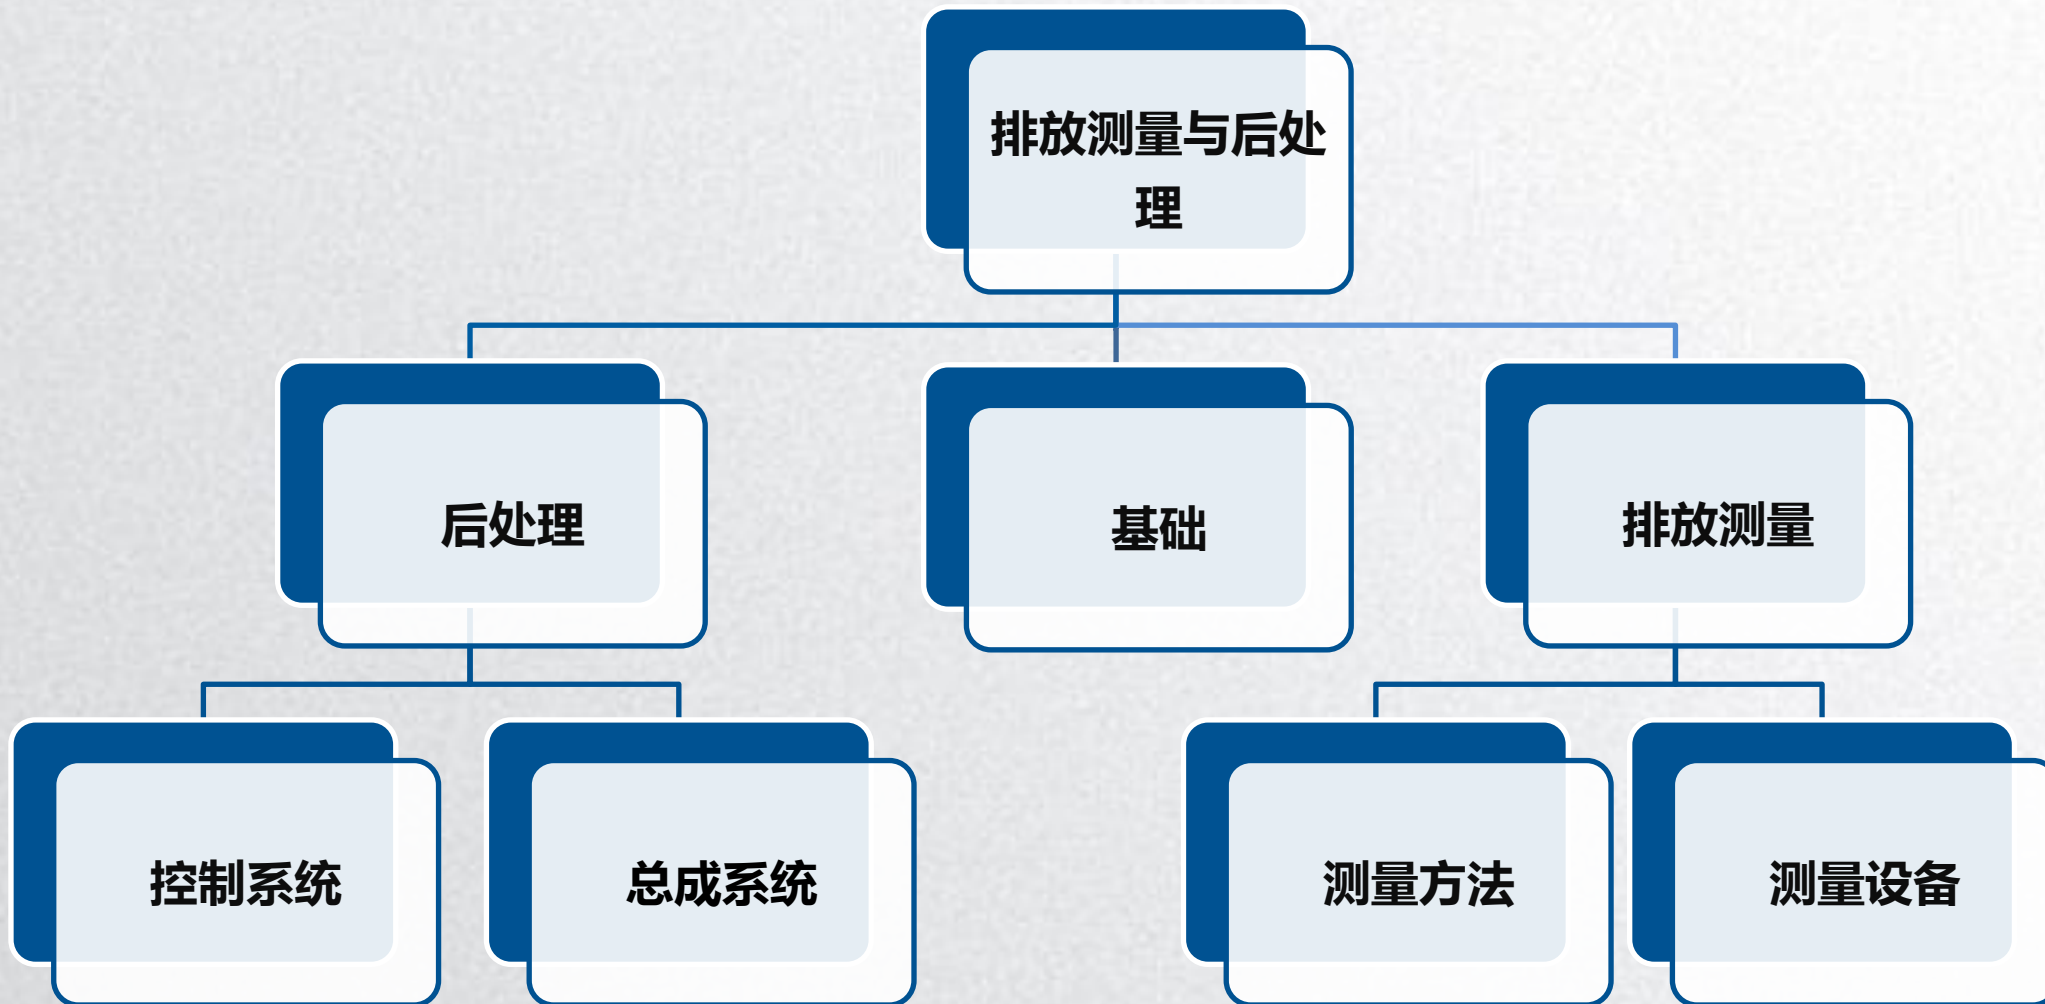 排放测量与后处
理
后处理
基础
排放测量
控制系统
总成系统
测量方法
测量设备